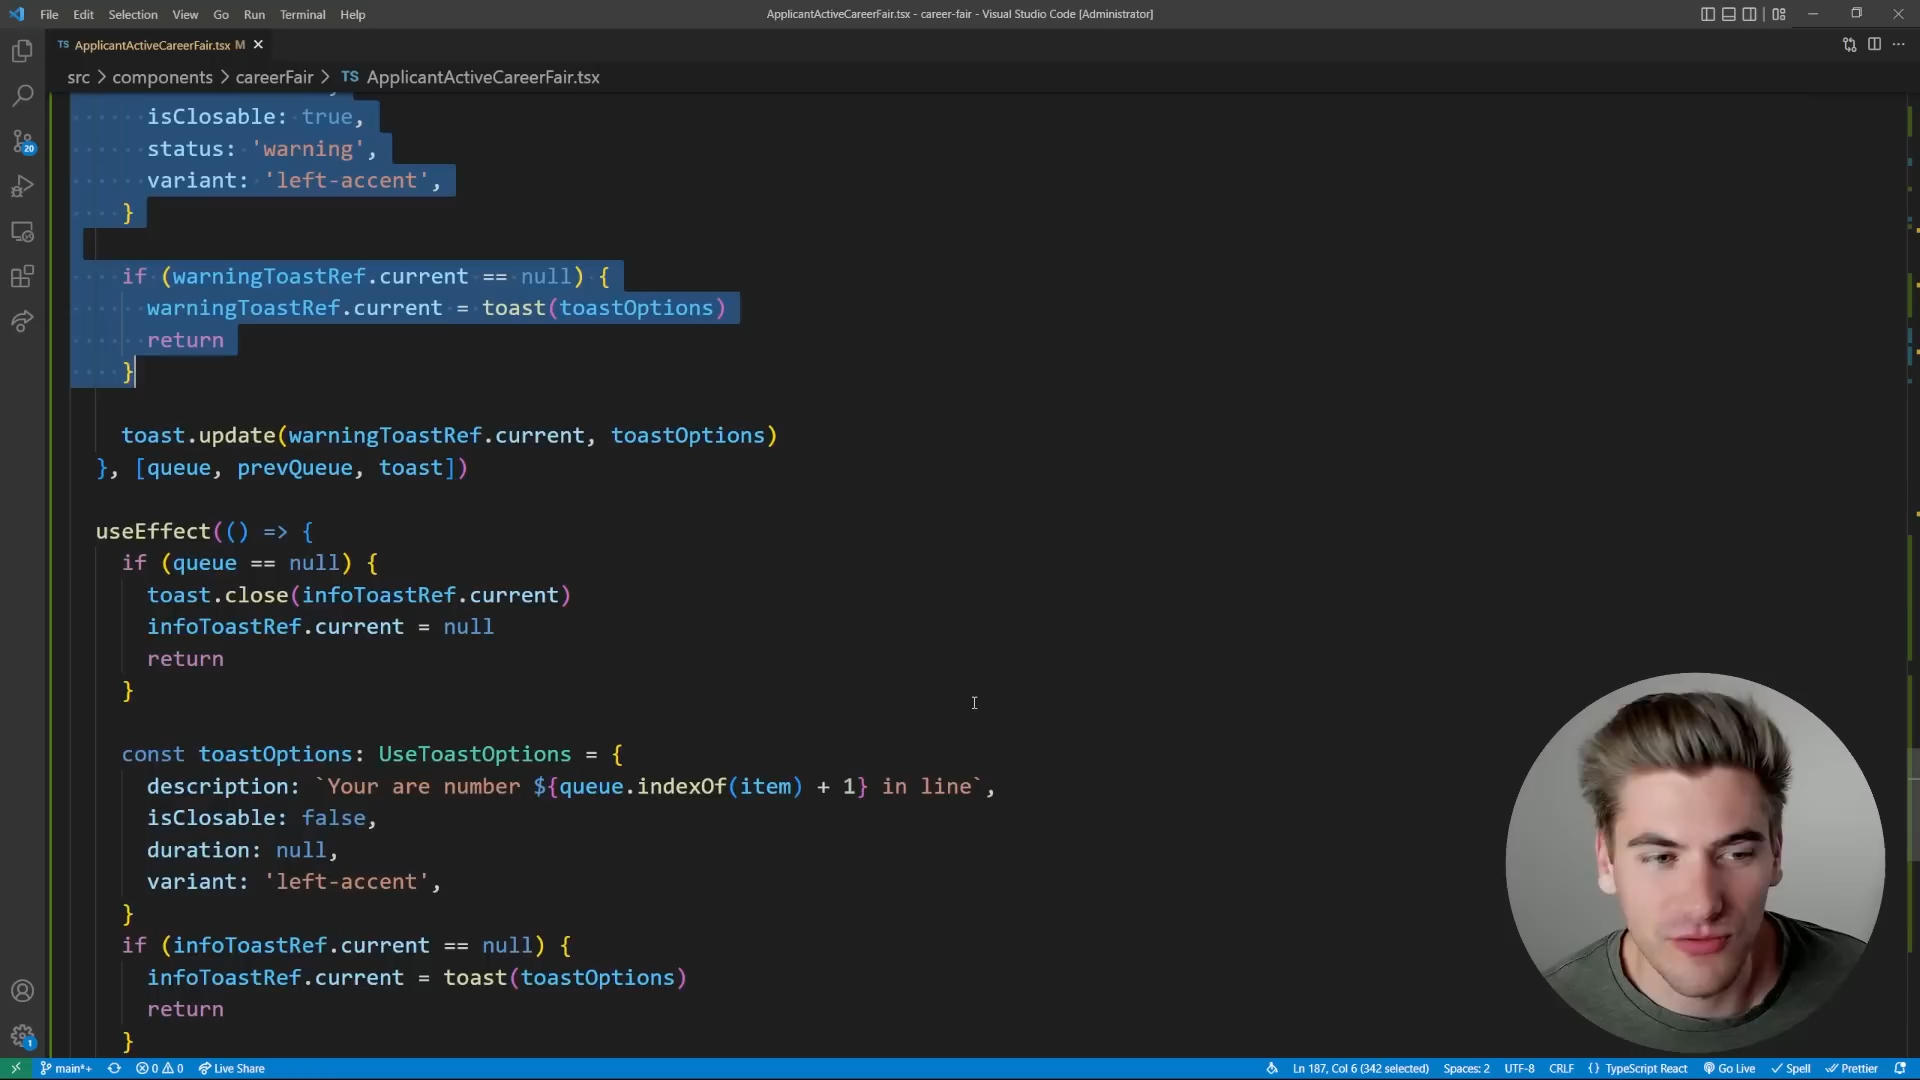 File Edit Selection View Go Run Terminal Help
ApplicantActiveCareerFair.tsx - career-fair - Visual Studio Code [Administrator]
TS ApplicantActiveCareerFair.tsx M
src > components > careerFair > TS ApplicantActiveCareerFair.tsx
isClosable: true,
status: 'warning',
variant: 'left-accent',
}
if (warningToastRef.current == null) {
warningToastRef.current = toast(toastOptions)
return
}
toast.update(warningToastRef.current, toastOptions)
}, [queue, prevQueue, toast])
useEffect(() => {
if (queue == null) {
toast.close(infoToastRef.current)
infoToastRef.current = null
return
}
const toastOptions: UseToastOptions = {
description: `Your are number ${queue.indexOf(item) + 1} in line`,
isClosable: false,
duration: null,
variant: 'left-accent',
}
if (infoToastRef.current == null) {
infoToastRef.current = toast(toastOptions)
return
}
20
1
main*+ 0 0 Live Share
Ln 187, Col 6 (342 selected) Spaces: 2 UTF-8 CRLF {} TypeScript React Go Live Spell Prettier